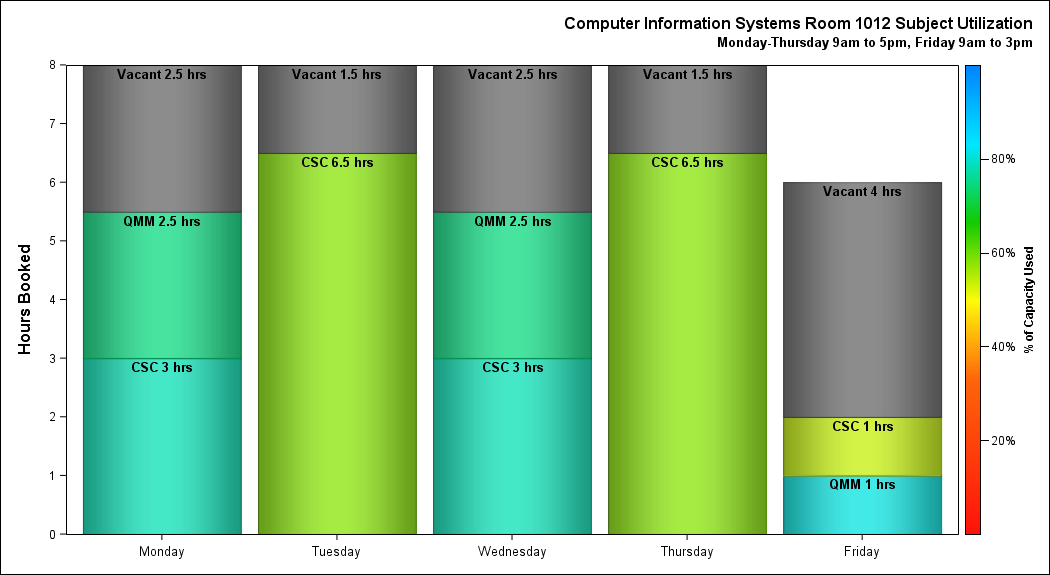 Computer Information Systems Room 1012 Subject Utilization
Monday-Thursday 9am to 5pm, Friday 9am to 3pm
Hours Booked
8
7
6
5
4
3
2
1
0
Vacant 2.5 hrs
QMM 2.5 hrs
CSC 3 hrs
Monday
Vacant 1.5 hrs
CSC 6.5 hrs
Tuesday
Vacant 2.5 hrs
QMM 2.5 hrs
CSC 3 hrs
Wednesday
Vacant 1.5 hrs
CSC 6.5 hrs
Thursday
Vacant 4 hrs
CSC 1 hrs
QMM 1 hrs
Friday
80%
60%
40%
20%
% of Capacity Used